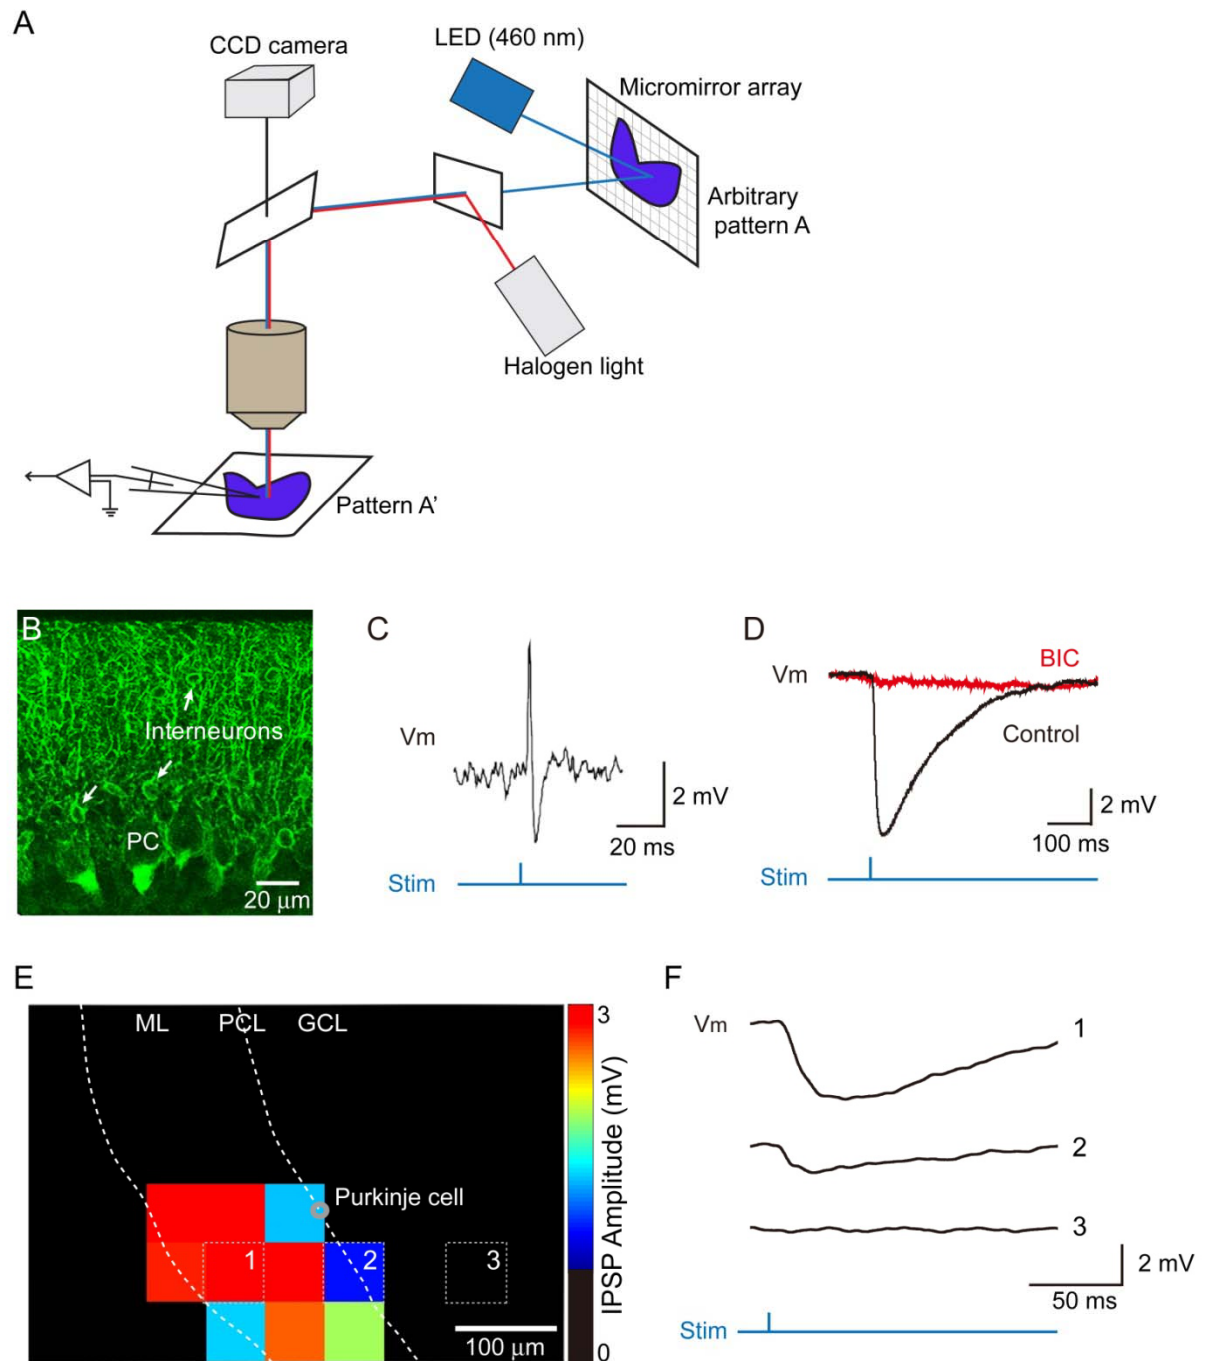 A
CCD camera
LED (460 nm)
Micromirror array
Arbitrary
pattern A
Halogen light
Pattern A'
B
Interneurons
PC
20 μm
C
Vm
2 mV
20 ms
Stim
D
Vm
BIC
Control
2 mV
100 ms
Stim
E
ML
PCL
GCL
Purkinje cell
1
2
3
100 μm
3
IPSP Amplitude (mV)
0
F
Vm
1
2
3
2 mV
50 ms
Stim